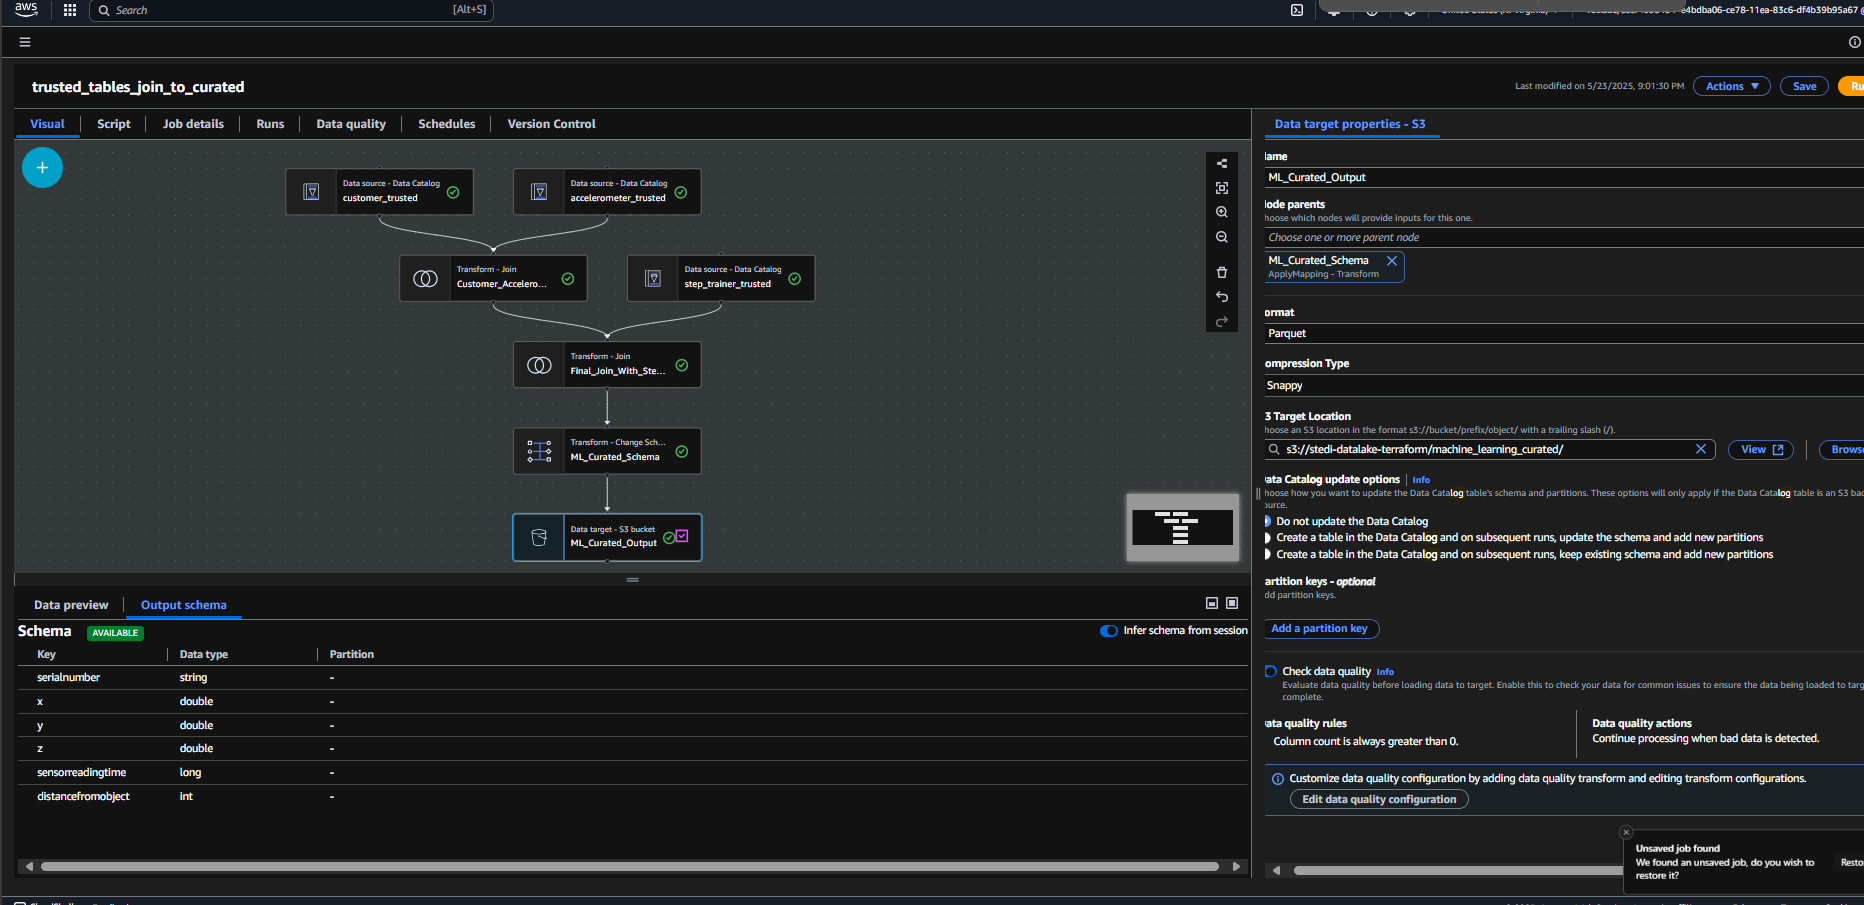 aws
Search
[Alt+S]
e4bdba06-ce78-11ea-83c6-df4b39b95a67 @
trusted_tables_join_to_curated
Last modified on 5/23/2025, 9:01:30 PM
Actions
Save
Ru
Visual
Script
Job details
Runs
Data quality
Schedules
Version Control
Data source - Data Catalog
customer_trusted
Data source - Data Catalog
accelerometer_trusted
Transform - Join
Customer_Accelero...
Data source - Data Catalog
step_trainer_trusted
Transform - Join
Final_Join_With_Ste...
Transform - Change Sch...
ML_Curated_Schema
Data target - S3 bucket
ML_Curated_Output
Data preview
Output schema
Schema
AVAILABLE
Infer schema from session
Key
Data type
Partition
serialnumber
string
-
x
double
-
y
double
-
z
double
-
sensorreadingtime
long
-
distancefromobject
int
-
Data target properties - S3
lame
ML_Curated_Output
lode parents
hoose which nodes will provide inputs for this one.
Choose one or more parent node
ML_Curated_Schema
ApplyMapping - Transform
ormat
Parquet
ompression Type
Snappy
3 Target Location
hoose an S3 location in the format s3://bucket/prefix/object/ with a trailing slash (/).
s3://stedi-datalake-terraform/machine_learning_curated/
View
Browse
ata Catalog update options
Info
hoose how you want to update the Data Catalog table's schema and partitions. These options will only apply if the Data Catalog table is an S3 bac
ource.
Do not update the Data Catalog
Create a table in the Data Catalog and on subsequent runs, update the schema and add new partitions
Create a table in the Data Catalog and on subsequent runs, keep existing schema and add new partitions
artition keys - optional
dd partition keys.
Add a partition key
Check data quality
Info
Evaluate data quality before loading data to target. Enable this to check your data for common issues to ensure the data being loaded to targ
complete.
ata quality rules
Column count is always greater than 0.
Data quality actions
Continue processing when bad data is detected.
Customize data quality configuration by adding data quality transform and editing transform configurations.
Edit data quality configuration
Unsaved job found
We found an unsaved job, do you wish to
restore it?
Resto